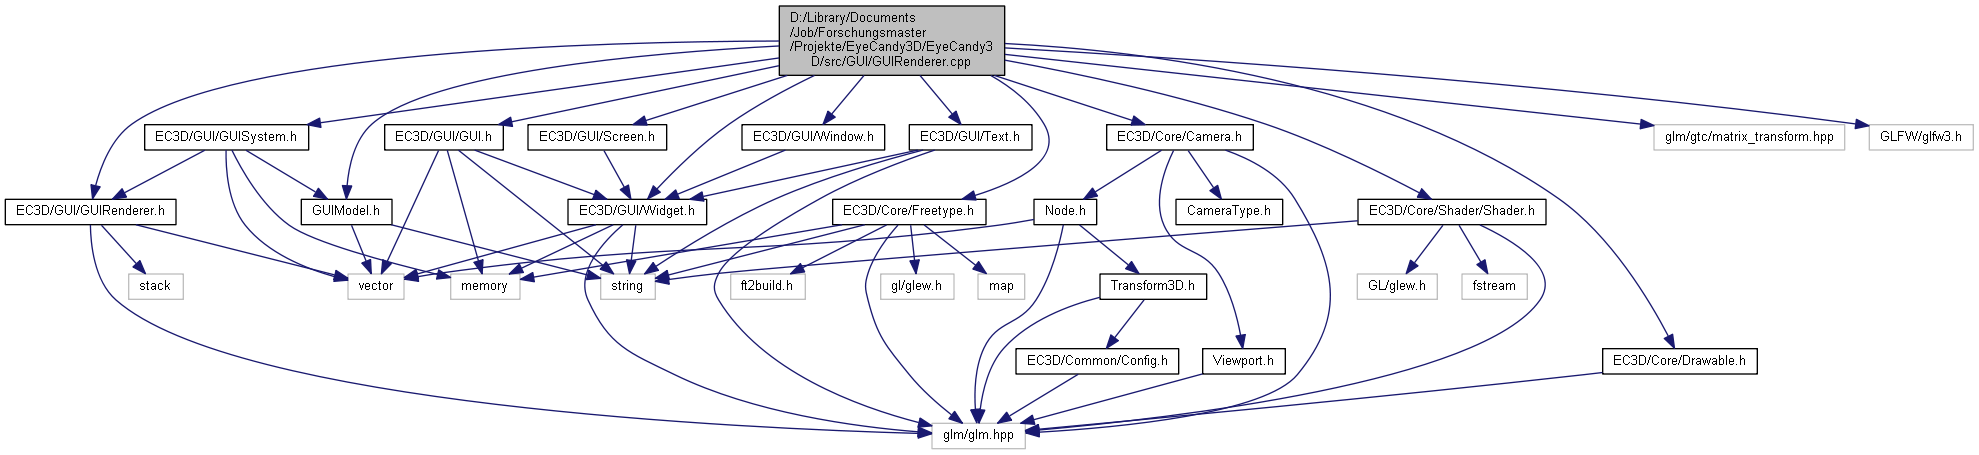 D:/Library/Documents
/Job/Forschungsmaster
/Projekte/EyeCandy3D/EyeCandy3
D/src/GUI/GUIRenderer.cpp
EC3D/GUI/GUISystem.h
EC3D/GUI/GUI.h
EC3D/GUI/Screen.h
EC3D/GUI/Window.h
EC3D/GUI/Text.h
EC3D/Core/Camera.h
glm/gtc/matrix_transform.hpp
GLFW/glfw3.h
EC3D/GUI/GUIRenderer.h
GUIModel.h
EC3D/GUI/Widget.h
EC3D/Core/Freetype.h
Node.h
CameraType.h
EC3D/Core/Shader/Shader.h
stack
vector
memory
string
ft2build.h
gl/glew.h
map
Transform3D.h
GL/glew.h
fstream
EC3D/Common/Config.h
Viewport.h
EC3D/Core/Drawable.h
glm/glm.hpp